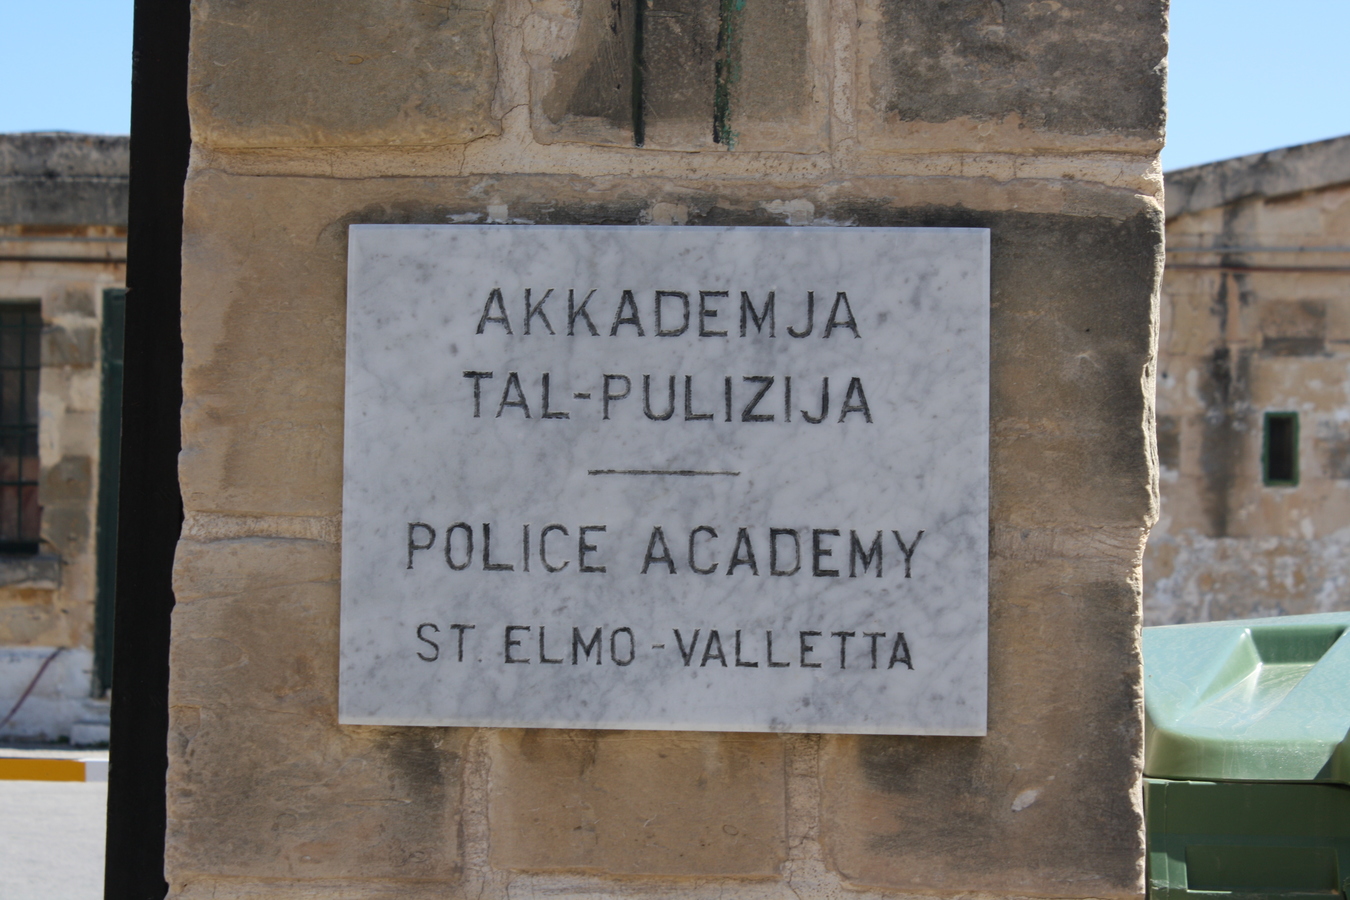 AKKADEMJA
TAL-PULIZIJA
POLICE ACADEMY
ST. ELMO-VALLETTA